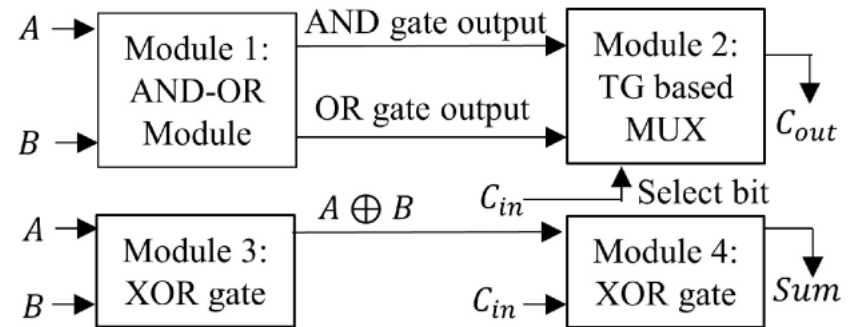 A
B
Module 1:
AND-OR
Module
AND gate output
OR gate output
Module 2:
TG based
MUX
C_out
C_in
Select bit
A
B
Module 3:
XOR gate
A ⊕ B
C_in
Module 4:
XOR gate
Sum